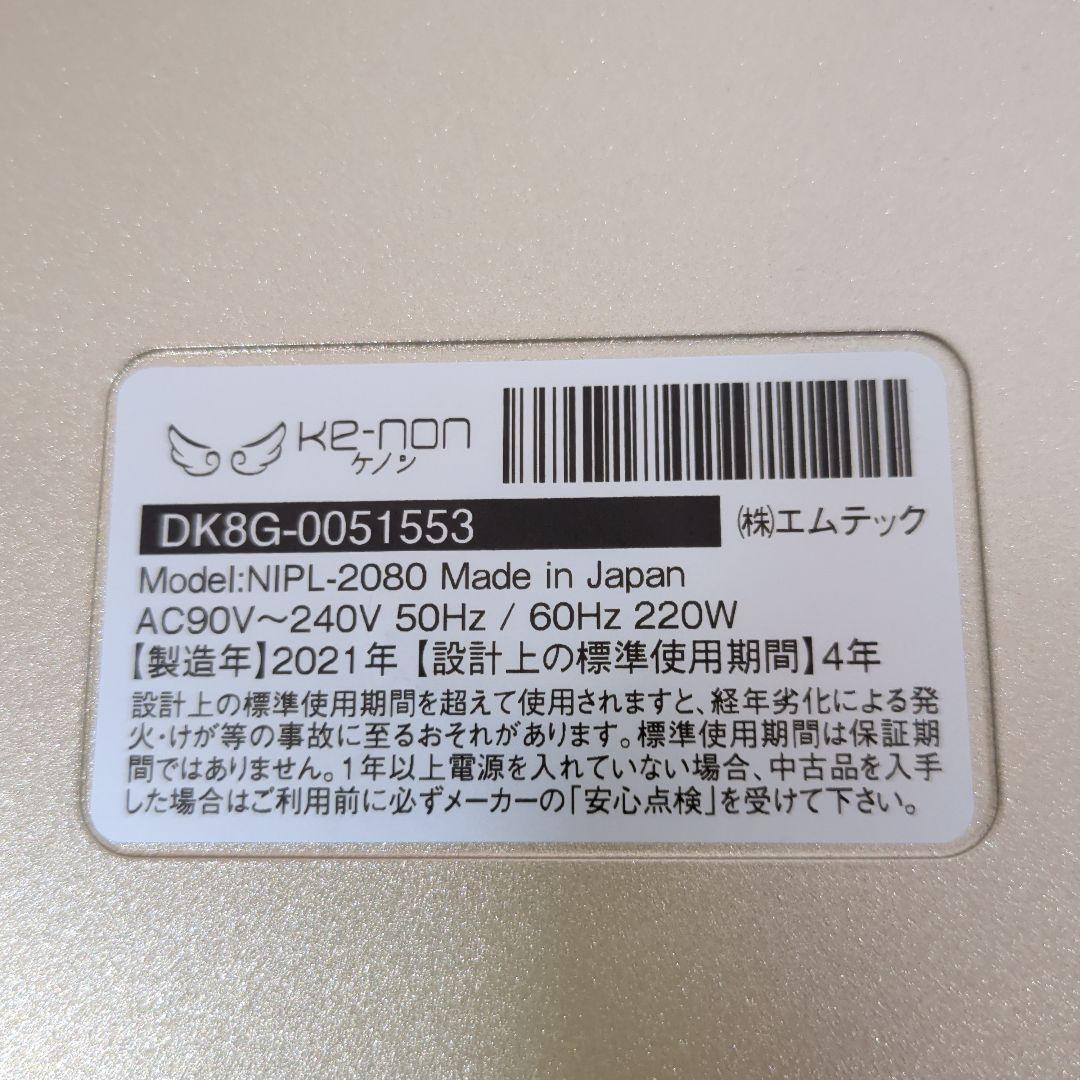 Ke-non
ケノン
DK8G-0051553
㈱エムテック
Model:NIPL-2080 Made in Japan
AC90V～240V 50Hz / 60Hz 220W
【製造年】2021年【設計上の標準使用期間】4年
設計上の標準使用期間を超えて使用されますと、経年劣化による発
火・けが等の事故に至るおそれがあります。標準使用期間は保証期
間ではありません。1年以上電源を入れていない場合、中古品を入手
した場合はご利用前に必ずメーカーの「安心点検」を受けて下さい。